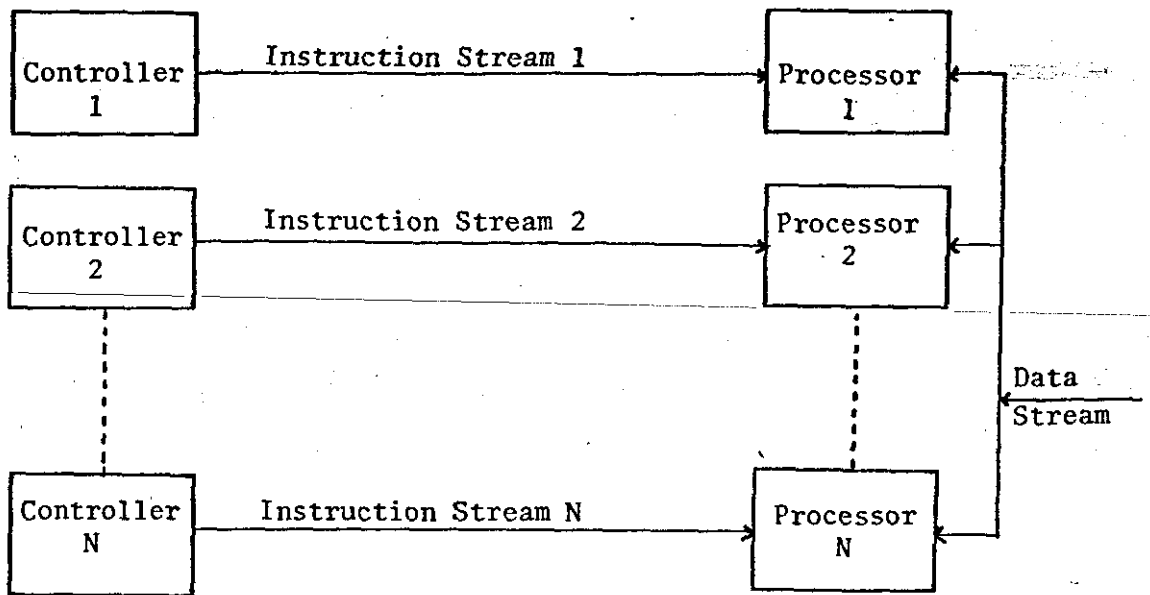 Controller
1
Instruction Stream 1
Processor
1
Controller
2
Instruction Stream 2
Processor
2
Data
Stream
Controller
N
Instruction Stream N
Processor
N